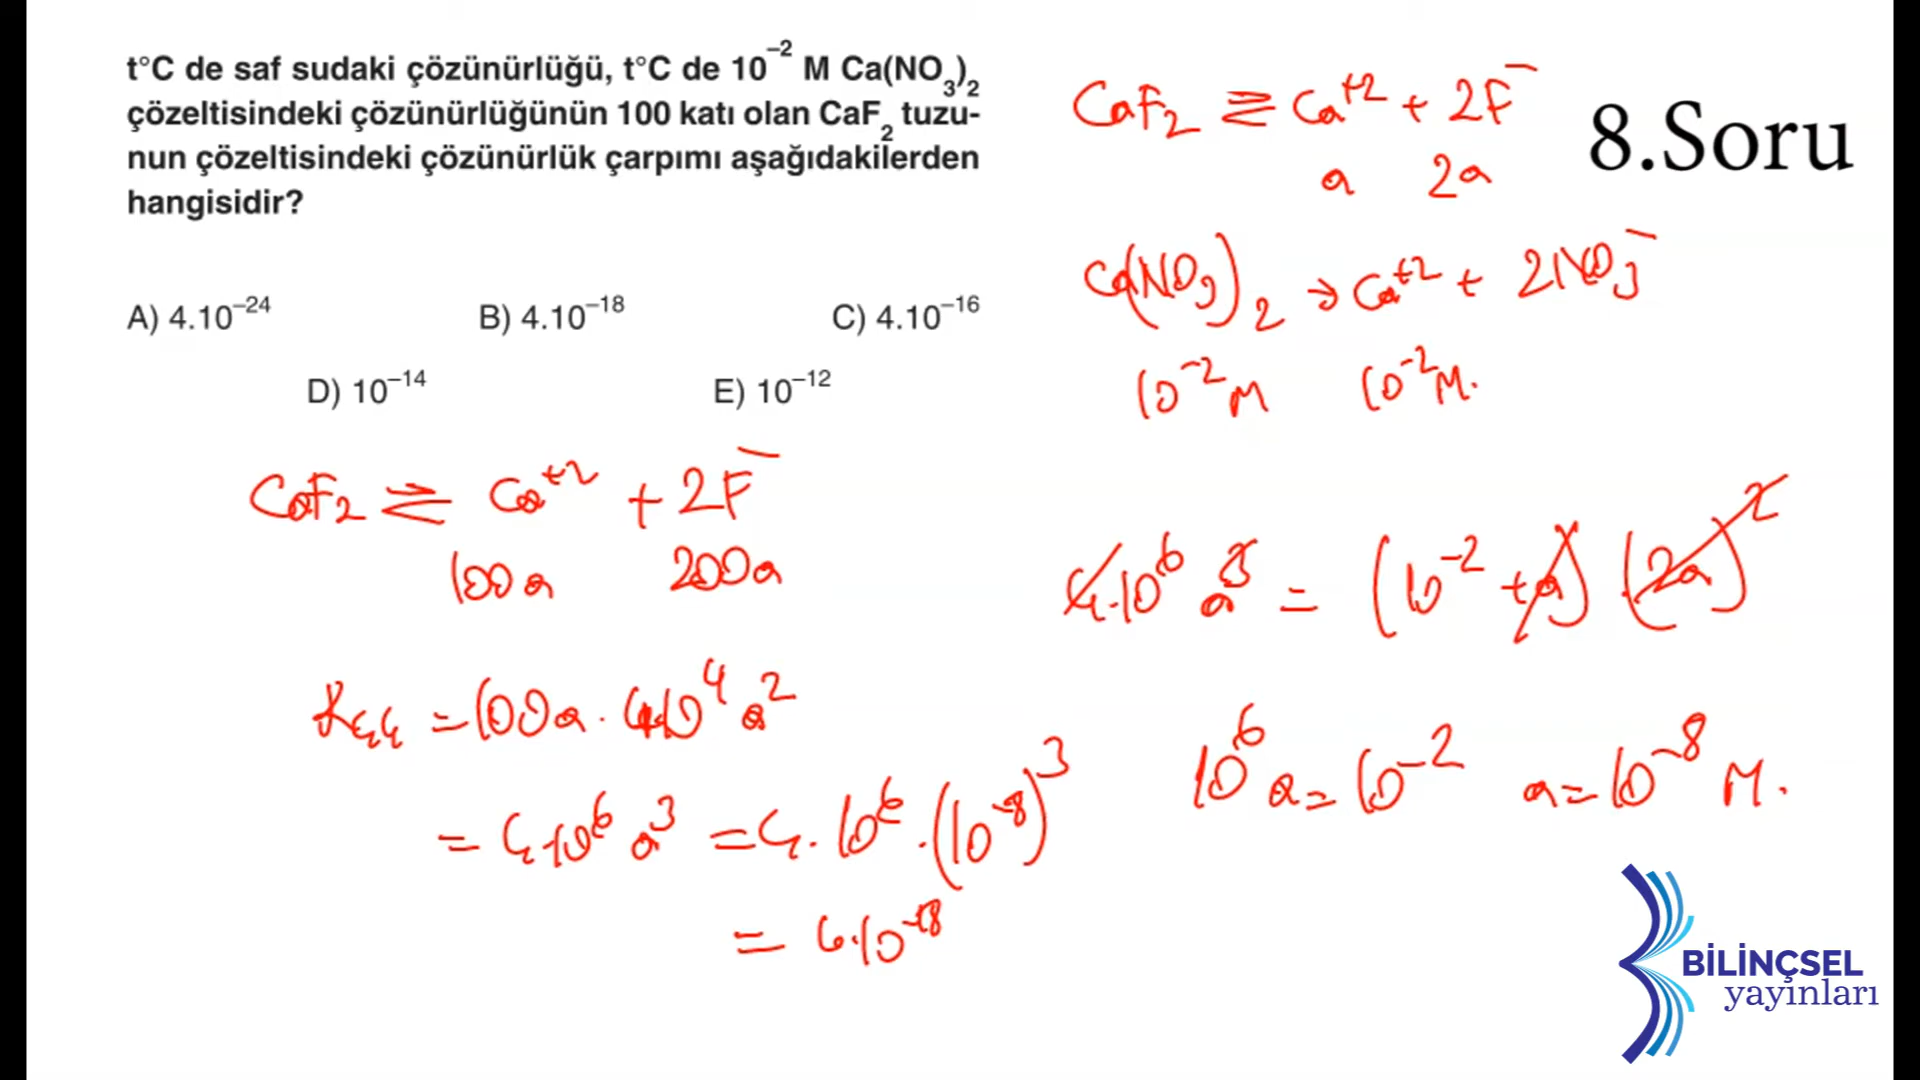 t°C de saf sudaki çözünürlüğü, t°C de 10⁻² M Ca(NO₃)₂
çözeltisindeki çözünürlüğünün 100 katı olan CaF₂ tuzu-
nun çözeltisindeki çözünürlük çarpımı aşağıdakilerden
hangisidir?
A) 4.10⁻²⁴ B) 4.10⁻¹⁸ C) 4.10⁻¹⁶
D) 10⁻¹⁴ E) 10⁻¹²
CaF₂ ⇌ Ca⁺² + 2F⁻
100a 200a
Kçç = 100a . 4.10⁴ a²
= 4.10⁶ a³ = 4.10⁶ . (10⁻⁸)³
= 4.10⁻¹⁸
CaF₂ ⇌ Ca⁺² + 2F⁻
a 2a
8.Soru
Ca(NO₃)₂ → Ca⁺² + 2NO₃⁻
10⁻² M 10⁻² M.
4.10⁶ a³ = (10⁻² + a) (2a)²
10⁶ a = 10⁻² a = 10⁻⁸ M.
BİLİNÇSEL
yayınları